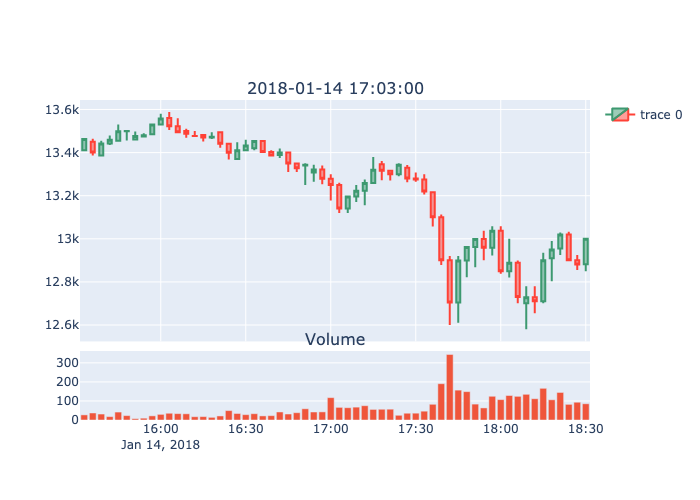 2018-01-14 17:03:00
13.6k
13.4k
13.2k
13k
12.8k
12.6k
trace 0
Volume
300
200
100
0
16:00 16:30 17:00 17:30 18:00 18:30
Jan 14, 2018